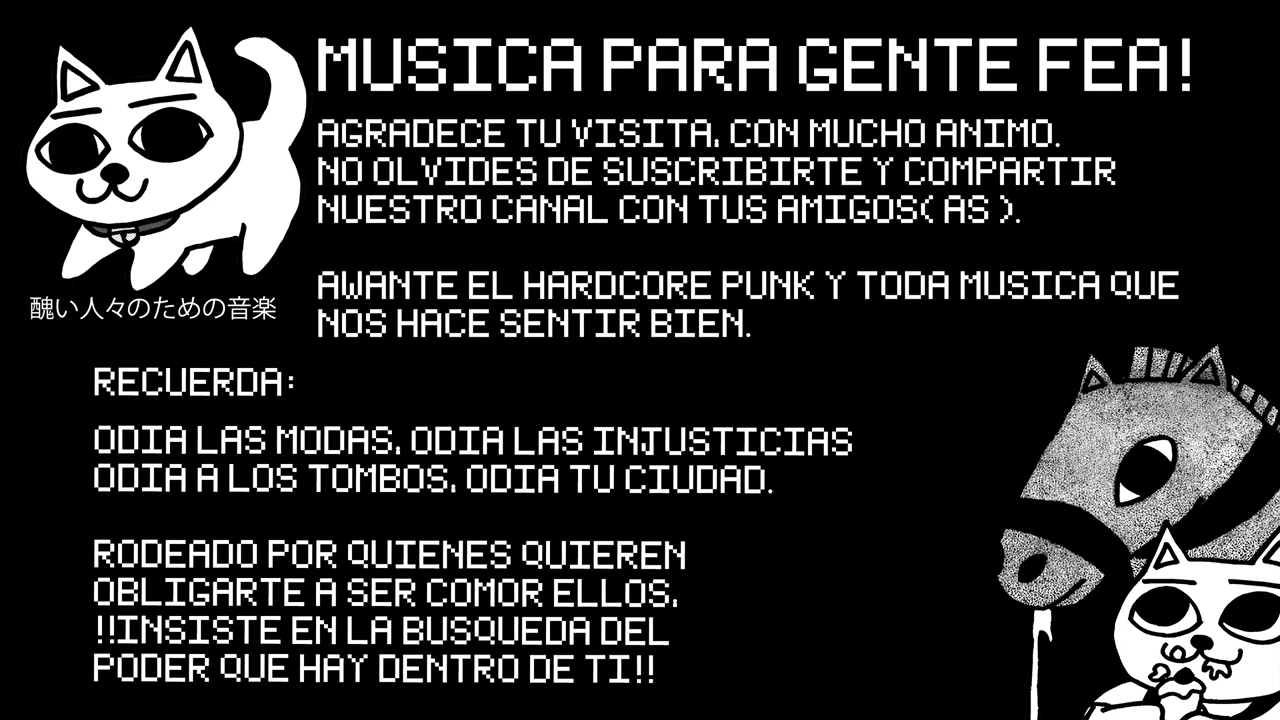 MUSICA PARA GENTE FEA!
AGRADECE TU VISITA, CON MUCHO ANIMO.
NO OLVIDES DE SUSCRIBIRTE Y COMPARTIR
NUESTRO CANAL CON TUS AMIGOS( AS ).
AWANTE EL HARDCORE PUNK Y TODA MUSICA QUE
NOS HACE SENTIR BIEN.
醜い人々のための音楽
RECUERDA:
ODIA LAS MODAS, ODIA LAS INJUSTICIAS
ODIA A LOS TOMBOS, ODIA TU CIUDAD.
RODEADO POR QUIENES QUIEREN
OBLIGARTE A SER COMOR ELLOS,
!!INSISTE EN LA BUSQUEDA DEL
PODER QUE HAY DENTRO DE TI!!